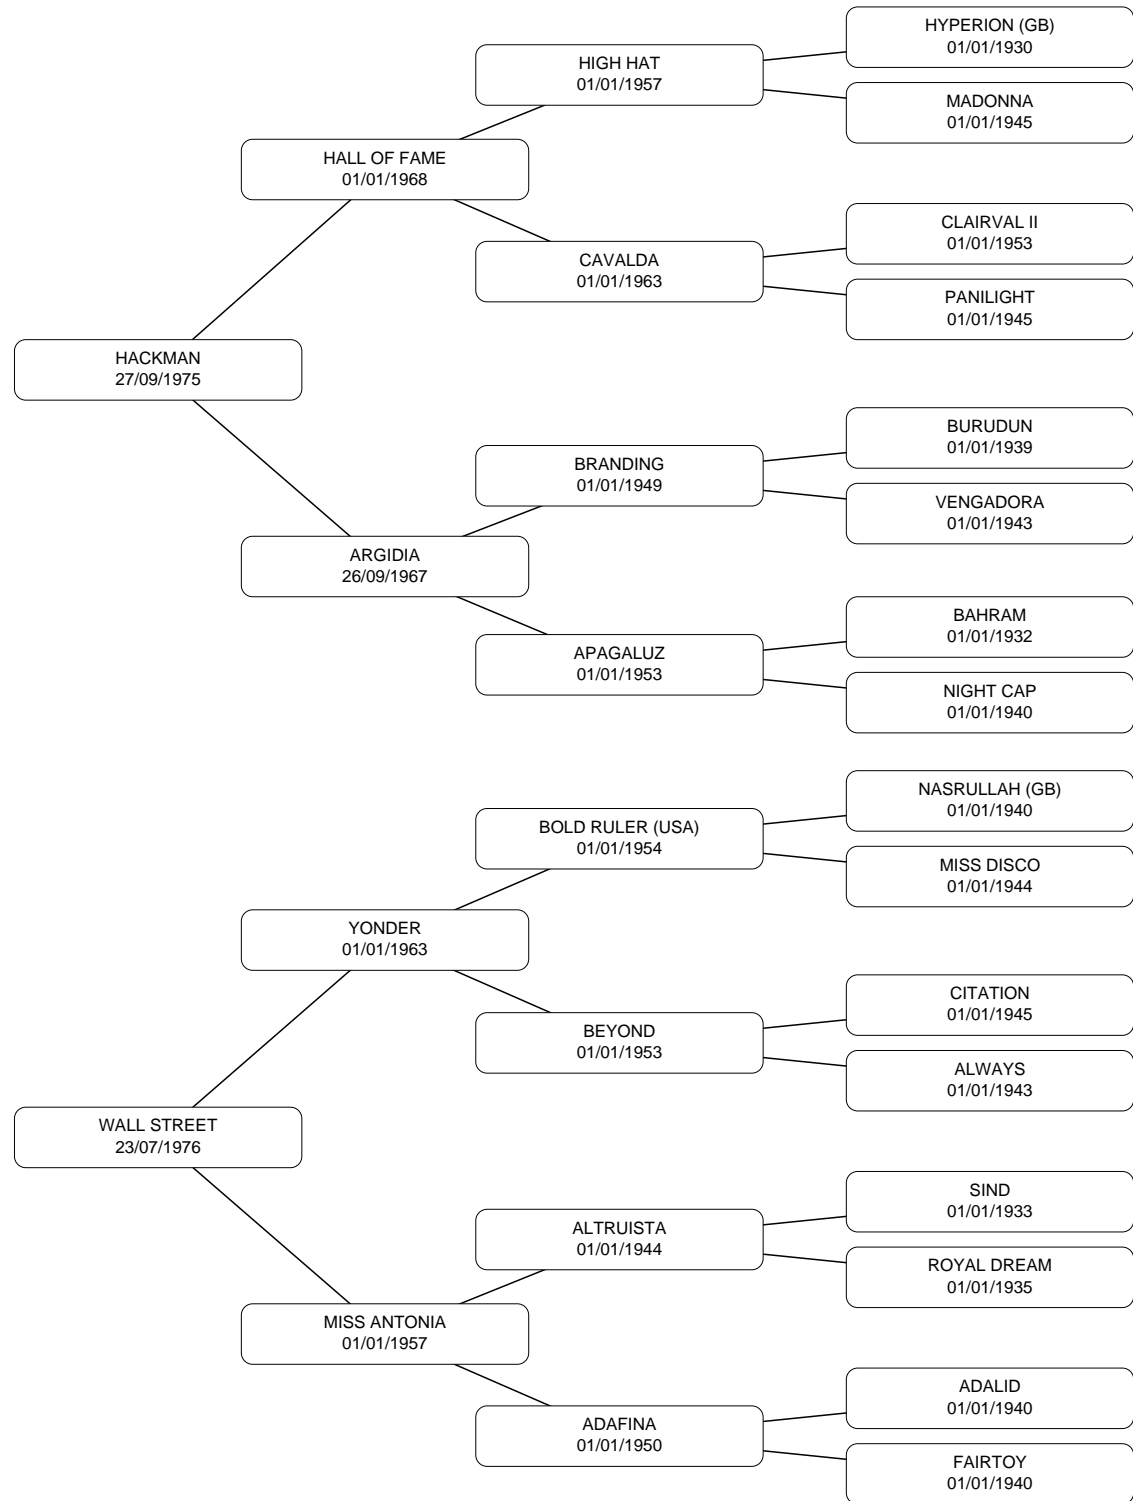 HYPERION (GB)
01/01/1930
HIGH HAT
01/01/1957
MADONNA
01/01/1945
HALL OF FAME
01/01/1968
CLAIRVAL II
01/01/1953
CAVALDA
01/01/1963
PANILIGHT
01/01/1945
HACKMAN
27/09/1975
BURUDUN
01/01/1939
BRANDING
01/01/1949
VENGADORA
01/01/1943
ARGIDIA
26/09/1967
BAHRAM
01/01/1932
APAGALUZ
01/01/1953
NIGHT CAP
01/01/1940
NASRULLAH (GB)
01/01/1940
BOLD RULER (USA)
01/01/1954
MISS DISCO
01/01/1944
YONDER
01/01/1963
CITATION
01/01/1945
BEYOND
01/01/1953
ALWAYS
01/01/1943
WALL STREET
23/07/1976
SIND
01/01/1933
ALTRUISTA
01/01/1944
ROYAL DREAM
01/01/1935
MISS ANTONIA
01/01/1957
ADALID
01/01/1940
ADAFINA
01/01/1950
FAIRTOY
01/01/1940